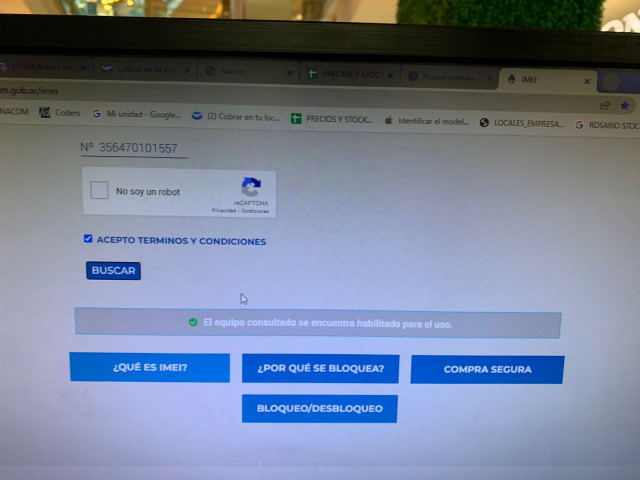 Cobrar en tu loc...
PRECIOS Y STOCK
Nueva pestaña
IMEI
m.gob.ar/imei
NACOM
Coders
Mi unidad - Google...
(2) Cobrar en tu loc...
PRECIOS Y STOCK...
Identificar el model...
LOCALES_EMPRESA...
ROSARIO STOC
Nº 356470101557
No soy un robot
reCAPTCHA
Privacidad - Condiciones
ACEPTO TERMINOS Y CONDICIONES
BUSCAR
El equipo consultado se encuentra habilitado para el uso.
¿QUÉ ES IMEI?
¿POR QUÉ SE BLOQUEA?
COMPRA SEGURA
BLOQUEO/DESBLOQUEO